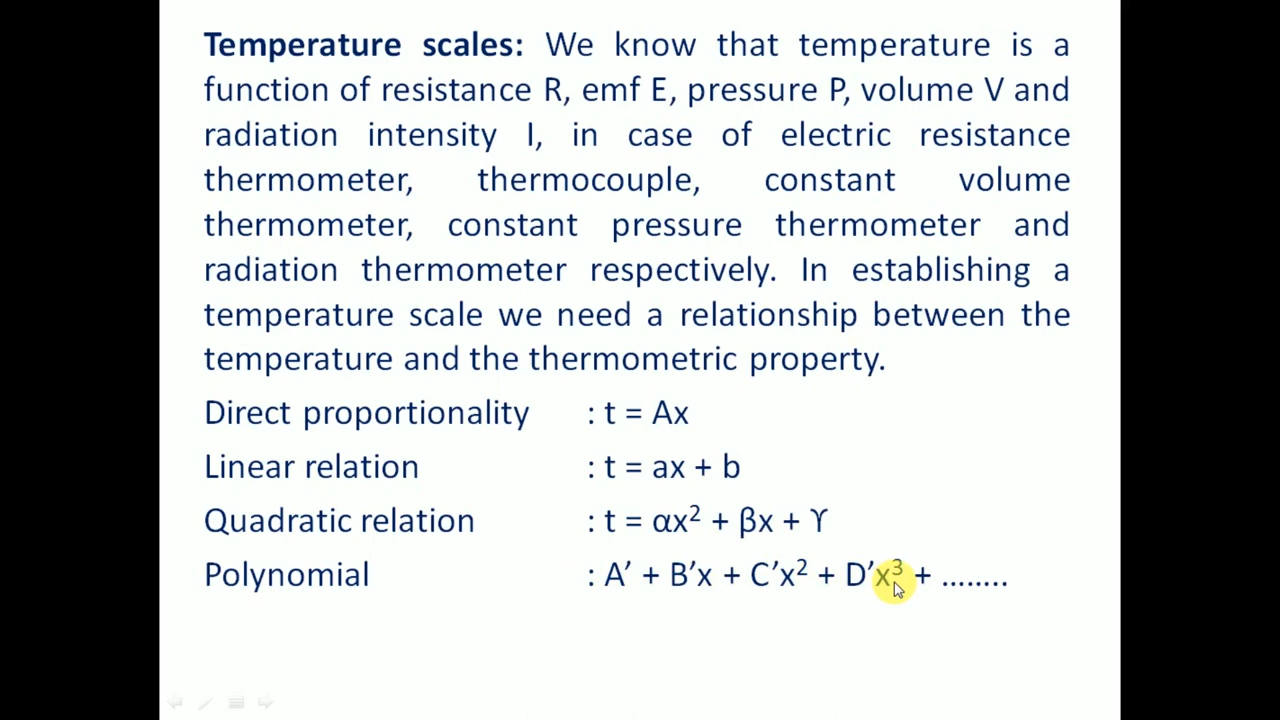 Temperature scales: We know that temperature is a
function of resistance R, emf E, pressure P, volume V and
radiation intensity I, in case of electric resistance
thermometer, thermocouple, constant volume
thermometer, constant pressure thermometer and
radiation thermometer respectively. In establishing a
temperature scale we need a relationship between the
temperature and the thermometric property.
Direct proportionality : t = Ax
Linear relation : t = ax + b
Quadratic relation : t = αx² + βx + ϒ
Polynomial : A’ + B’x + C’x² + D’x³ + ........